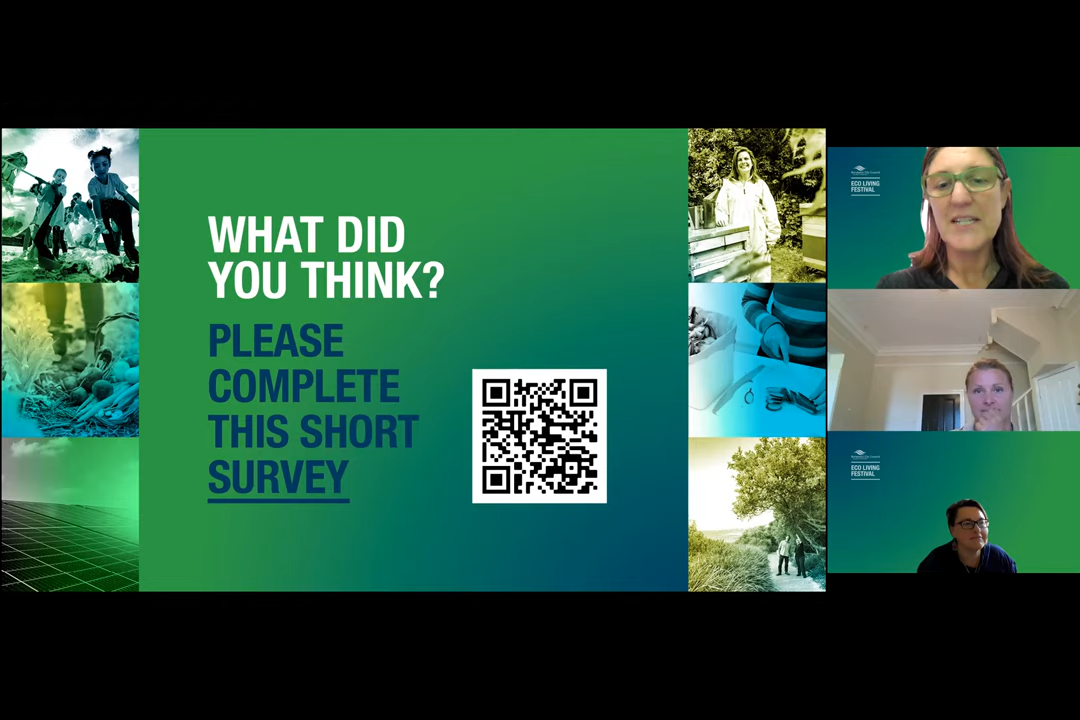 WHAT DID
YOU THINK?
PLEASE
COMPLETE
THIS SHORT
SURVEY
ECO LIVING
FESTIVAL
ECO LIVING
FESTIVAL